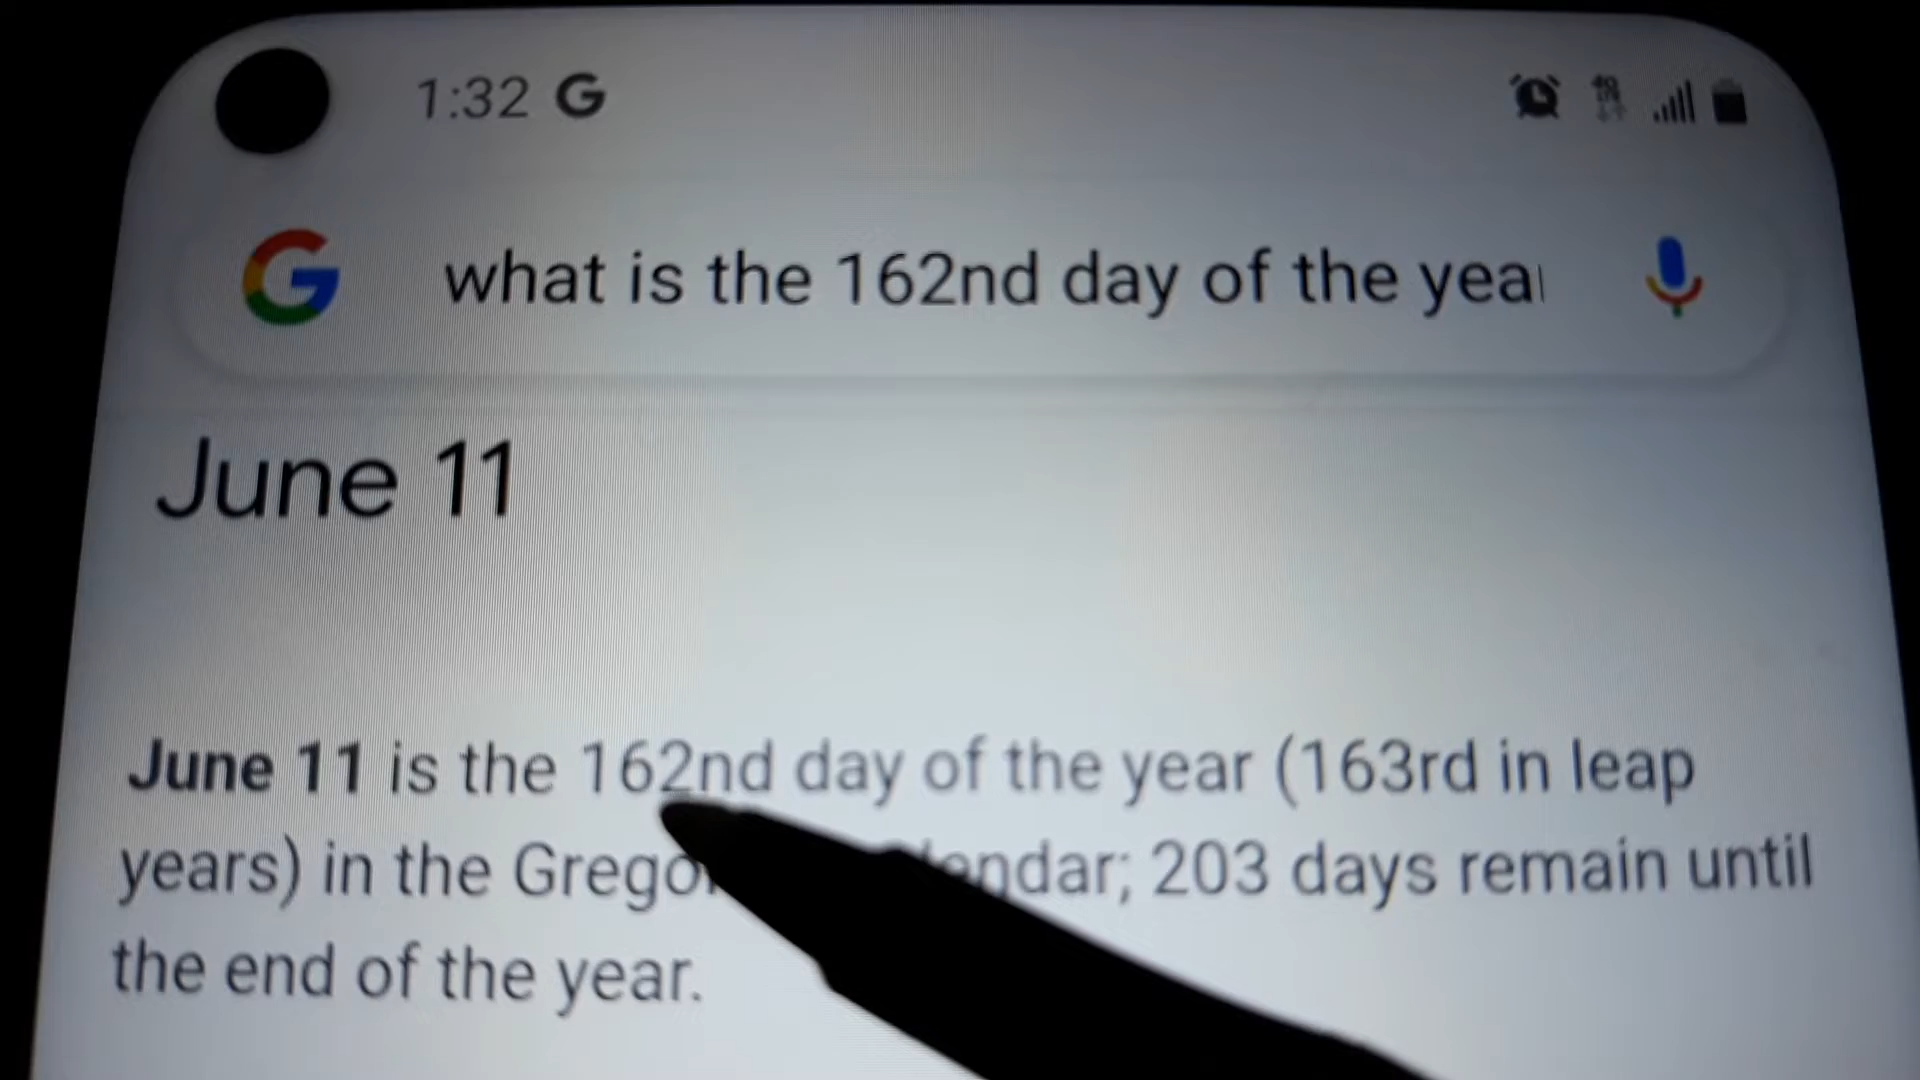 1:32 G
what is the 162nd day of the year
June 11
June 11 is the 162nd day of the year (163rd in leap
years) in the Grego endar; 203 days remain until
the end of the year.